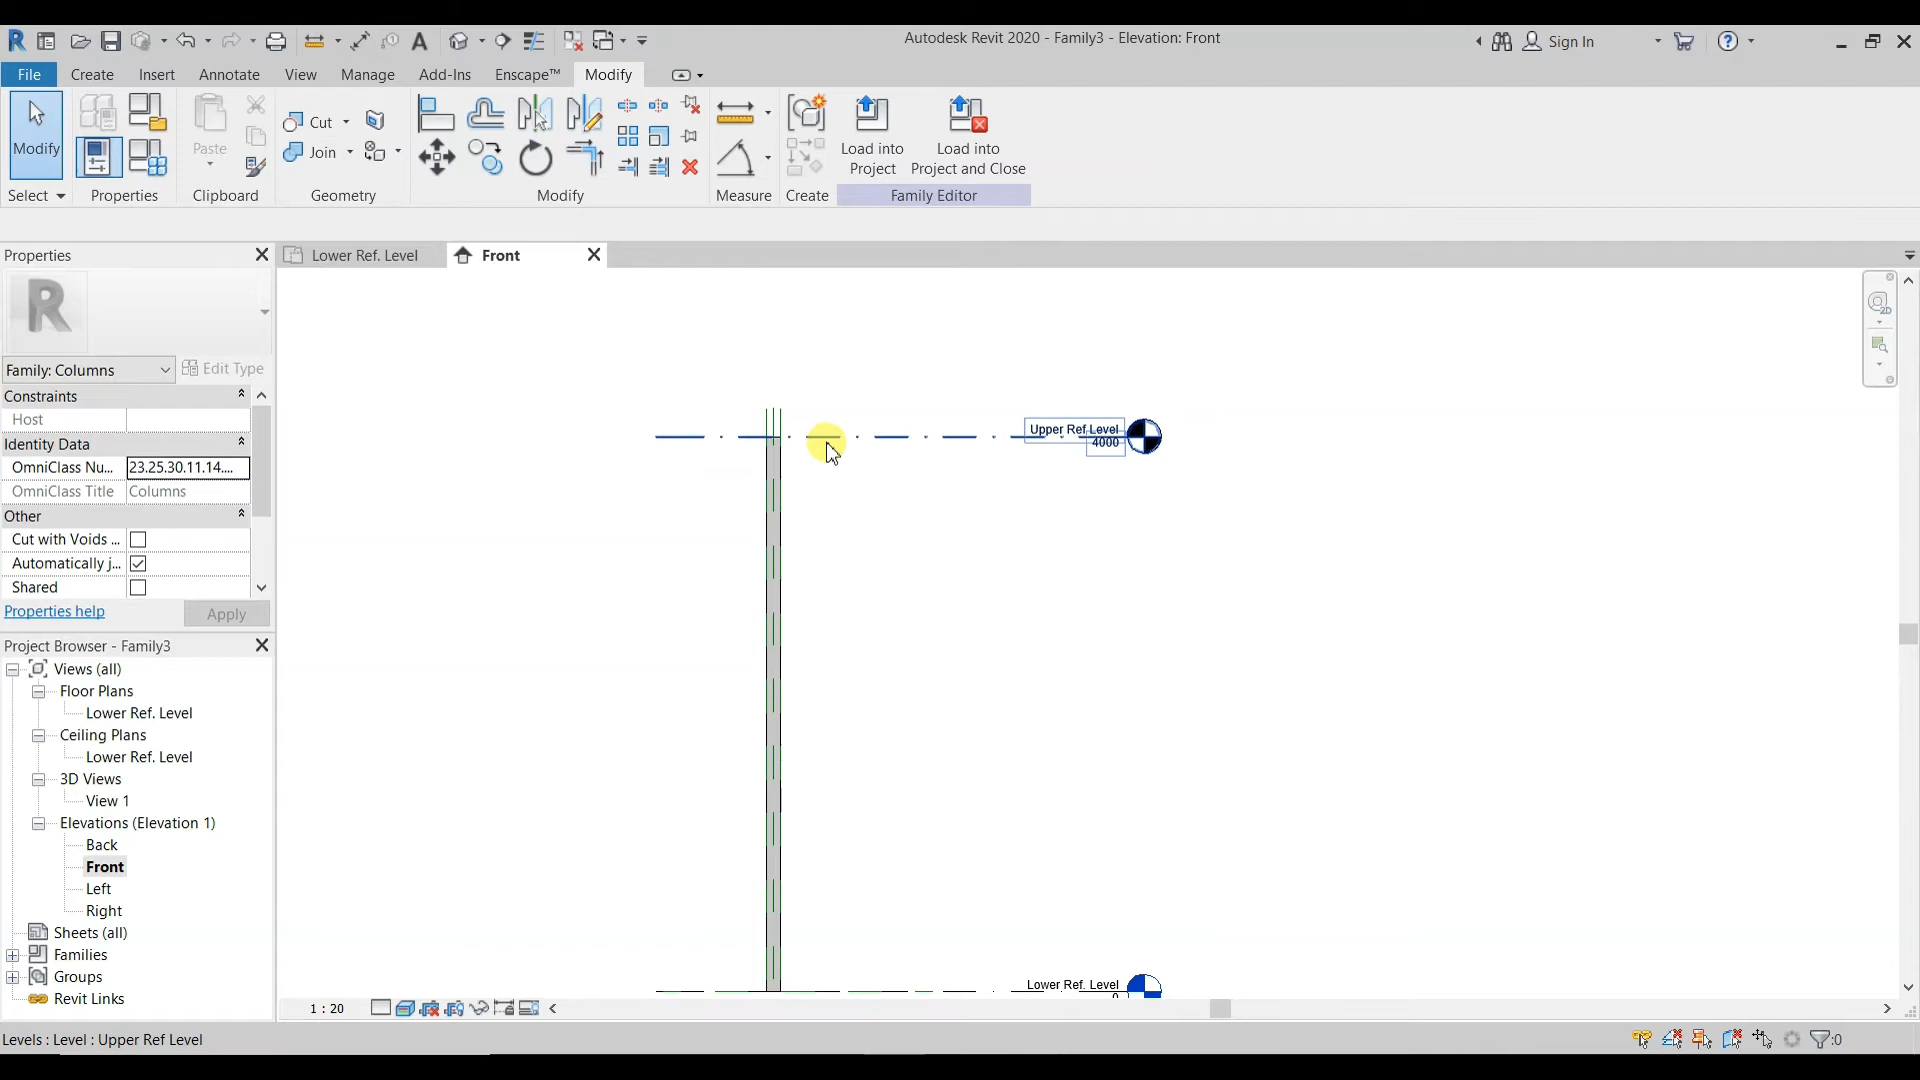 Autodesk Revit 2020 - Family3 - Elevation: Front
Sign In
File
Create
Insert
Annotate
View
Manage
Add-Ins
Enscape™
Modify
Modify
Paste
Cut
Join
Load into
Project
Load into
Project and Close
Select
Properties
Clipboard
Geometry
Modify
Measure
Create
Family Editor
Properties
Lower Ref. Level
Front
R
Family: Columns
Edit Type
Constraints
Host
Identity Data
OmniClass Nu...
23.25.30.11.14....
OmniClass Title
Columns
Other
Cut with Voids ...
Automatically j...
Shared
Properties help
Apply
Project Browser - Family3
Views (all)
Floor Plans
Lower Ref. Level
Ceiling Plans
Lower Ref. Level
3D Views
View 1
Elevations (Elevation 1)
Back
Front
Left
Right
Sheets (all)
Families
Groups
Revit Links
Upper Ref Level
4000
Lower Ref. Level
0
2D
1 : 20
Levels : Level : Upper Ref Level
:0